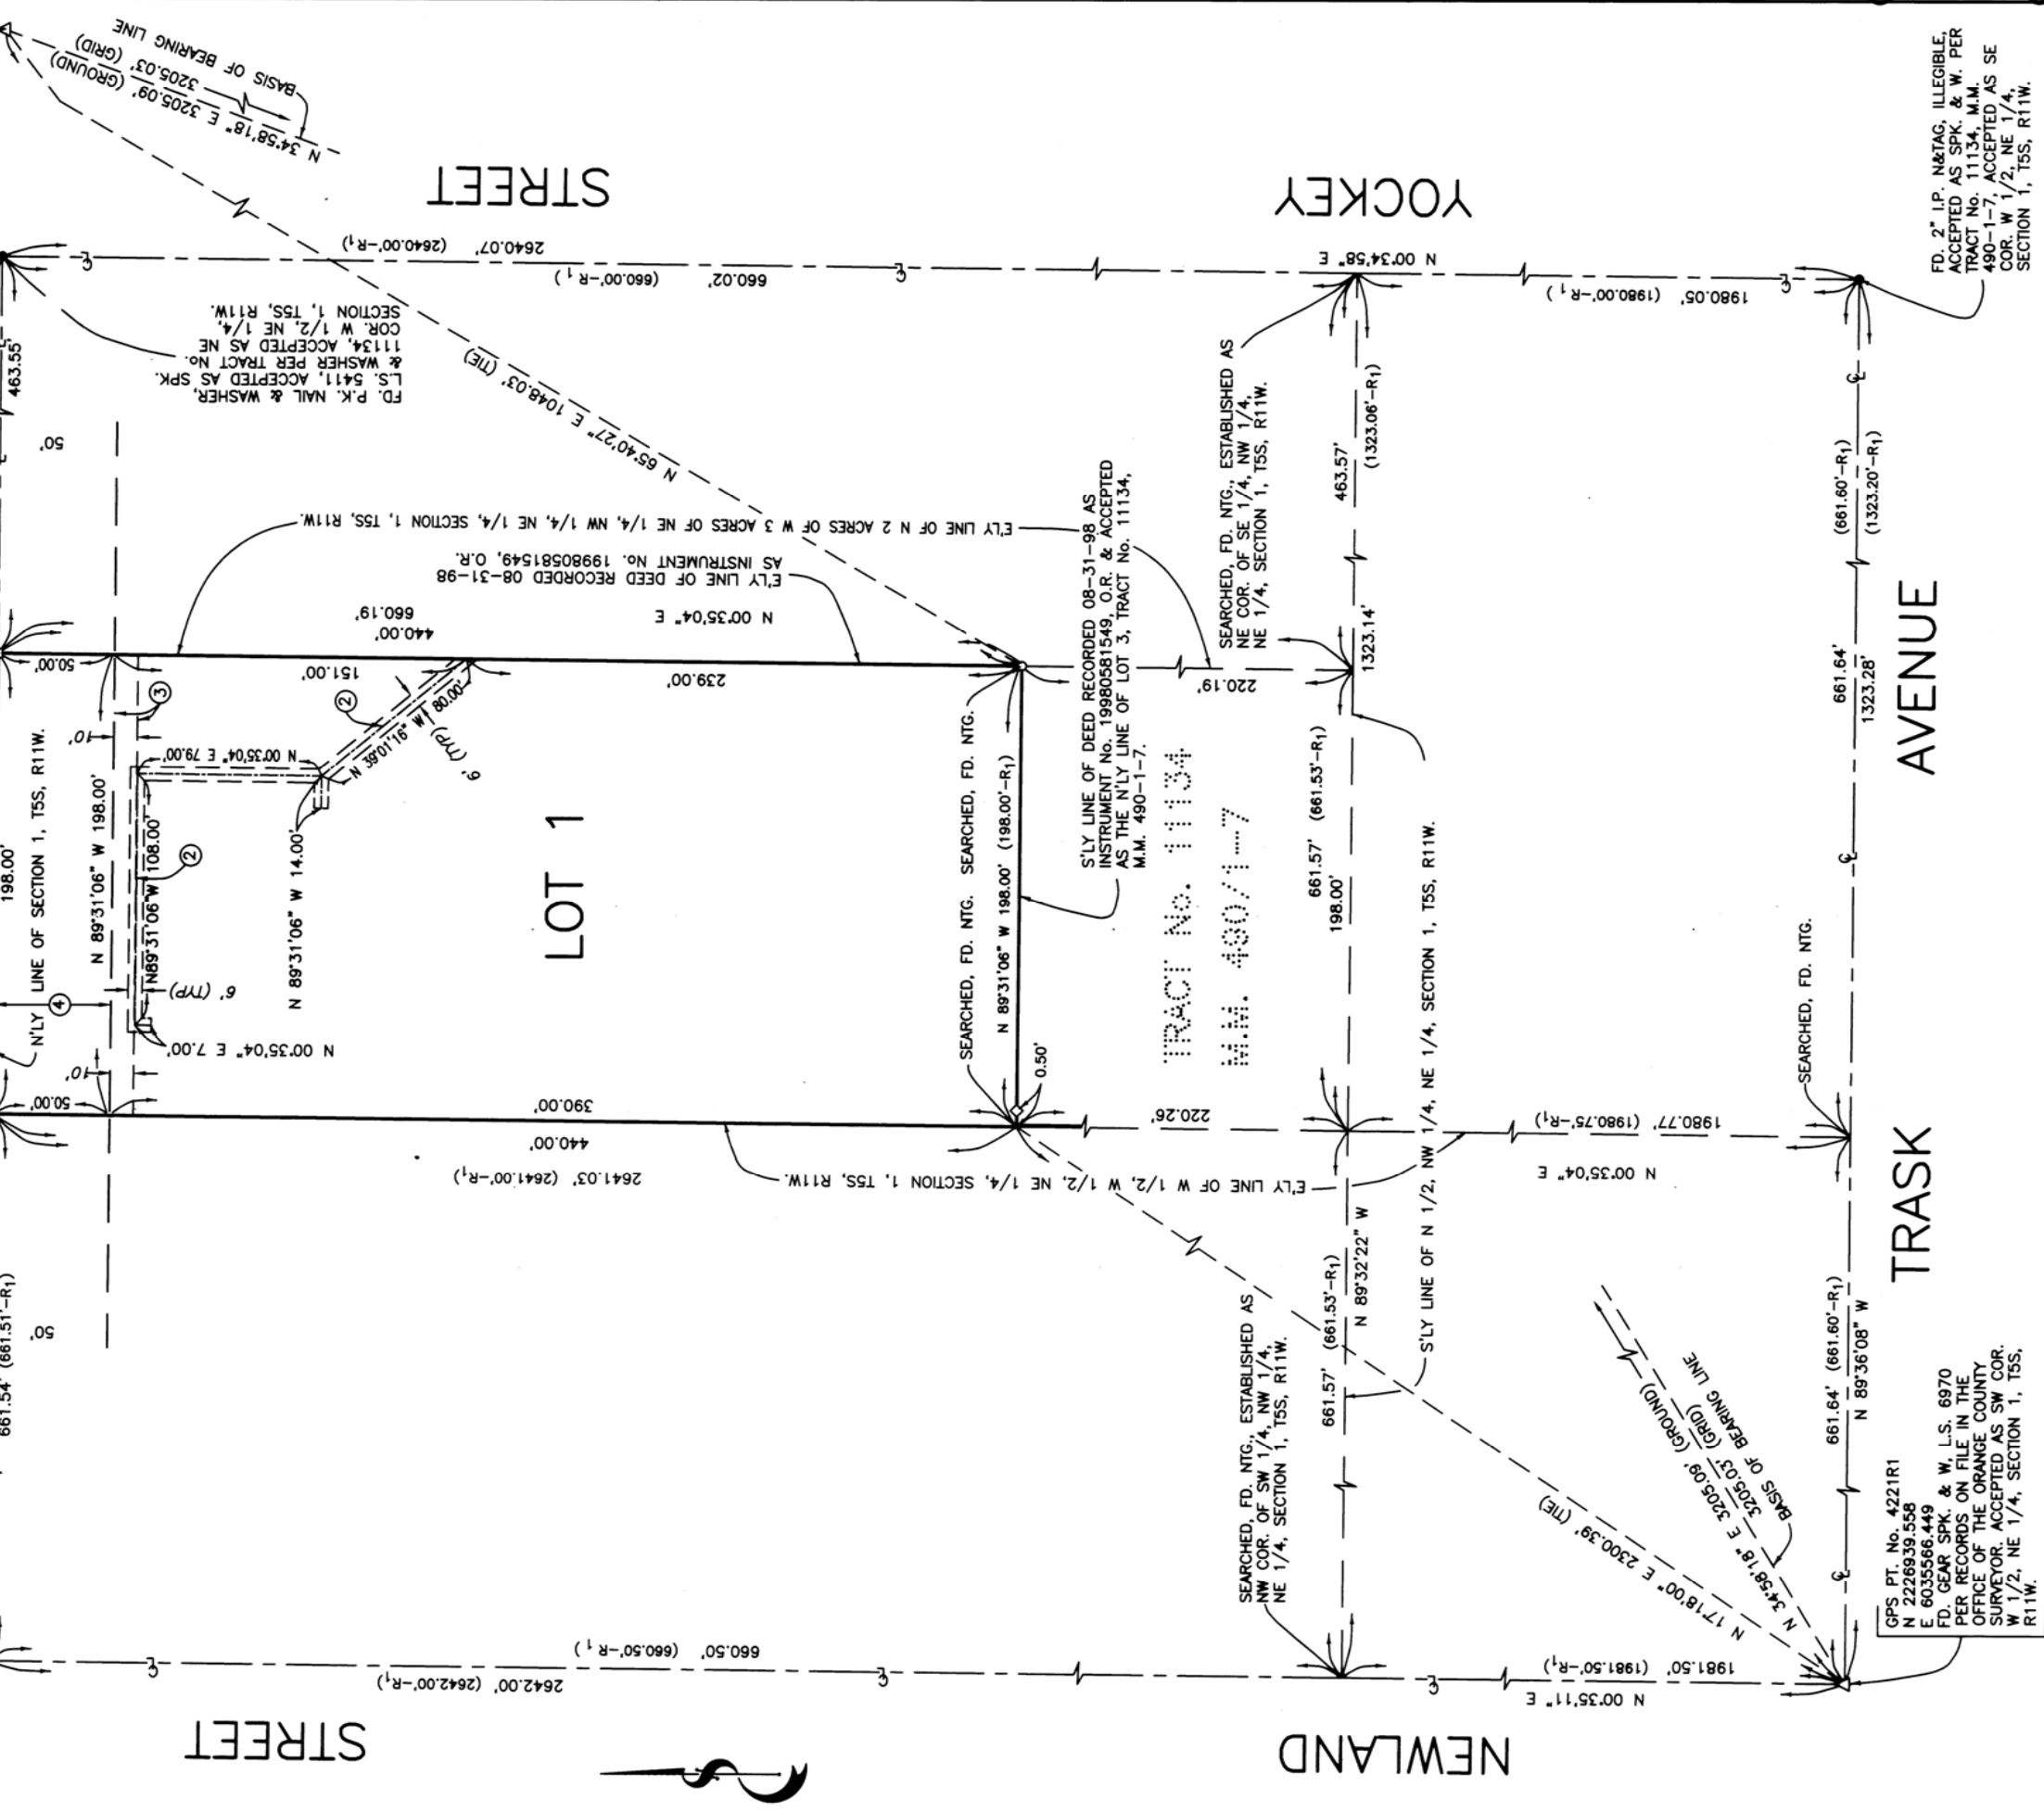 BASIS OF BEARING LINE
N 34°58'18" E 3205.09' (GROUND)
3205.03' (GRID)
STREET
YOCKEY
2640.07' (2640.00'-R1)
660.02' (660.00'-R1)
N 00°34'58" E
1980.05' (1980.00'-R1)
FD. 2" I.P. N&TAG, ILLEGIBLE,
ACCEPTED AS SPK. & W. PER
TRACT No. 11134, M.M.
490-1-7, ACCEPTED AS SE
COR. W 1/2, NE 1/4,
SECTION 1, T5S, R11W.
463.55'
50'
FD. P.K. NAIL & WASHER,
L.S. 5411, ACCEPTED AS SPK.
& WASHER PER TRACT No.
11134, ACCEPTED AS NE
COR. W 1/2, NE 1/4,
SECTION 1, T5S, R11W.
N 65°40'27" E 1048.03' (TIE)
SEARCHED, FD. NTG., ESTABLISHED AS
NE COR. OF SE 1/4, NW 1/4,
NE 1/4, SECTION 1, T5S, R11W.
463.57'
(1323.06'-R1)
1323.14'
(661.60'-R1)
(1323.20'-R1)
661.64'
1323.28'
AVENUE
E'LY LINE OF N 2 ACRES OF W 3 ACRES OF NE 1/4, NW 1/4, NE 1/4, SECTION 1, T5S, R11W.
E'LY LINE OF DEED RECORDED 08-31-98
AS INSTRUMENT No. 19980581549, O.R.
N 00°35'04" E
660.19'
440.00'
50.00'
151.00'
239.00'
220.19'
S'LY LINE OF DEED RECORDED 08-31-98 AS
INSTRUMENT No. 19980581549, O.R. & ACCEPTED
AS THE N'LY LINE OF LOT 3, TRACT No. 11134,
M.M. 490-1-7.
198.00'
N'LY LINE OF SECTION 1, T5S, R11W.
N 89°31'06" W 198.00'
10'
3
2
N 00°35'04" E 79.00'
N 39°01'16" W 80.00'
6' (TYP)
N89°31'06"W 108.00'
2
6' (TYP)
N 89°31'06" W 14.00'
4
N 00°35'04" E 7.00'
10'
LOT 1
SEARCHED, FD. NTG.
SEARCHED, FD. NTG.
N 89°31'06" W 198.00' (198.00'-R1)
0.50'
TRACT No. 11134
M.M. 490/1-7
661.57' (661.53'-R1)
198.00'
S'LY LINE OF N 1/2, NW 1/4, NE 1/4, SECTION 1, T5S, R11W.
SEARCHED, FD. NTG.
50.00'
390.00'
440.00'
2641.03' (2641.00'-R1)
220.26'
1980.77' (1980.75'-R1)
N 00°35'04" E
E'LY LINE OF W 1/2, W 1/2, NE 1/4, SECTION 1, T5S, R11W.
661.54' (661.51'-R1)
50'
SEARCHED, FD. NTG., ESTABLISHED AS
NW COR. OF SW 1/4, NW 1/4,
NE 1/4, SECTION 1, T5S, R11W.
661.57' (661.53'-R1)
N 89°32'22" W
TRASK
661.64' (661.60'-R1)
N 89°36'08" W
N 17°18'00" E 2300.39' (TIE)
N 34°58'18" E 3205.09' (GROUND)
3205.03' (GRID)
BASIS OF BEARING LINE
GPS PT. No. 4221R1
N 2226939.558
E 6035566.449
FD. GEAR SPK. & W, L.S. 6970
PER RECORDS ON FILE IN THE
OFFICE OF THE ORANGE COUNTY
SURVEYOR. ACCEPTED AS SW COR.
W 1/2, NE 1/4, SECTION 1, T5S,
R11W.
660.50' (660.50'-R1)
2642.00' (2642.00'-R1)
1981.50' (1981.50'-R1)
N 00°35'11" E
STREET
NEWLAND